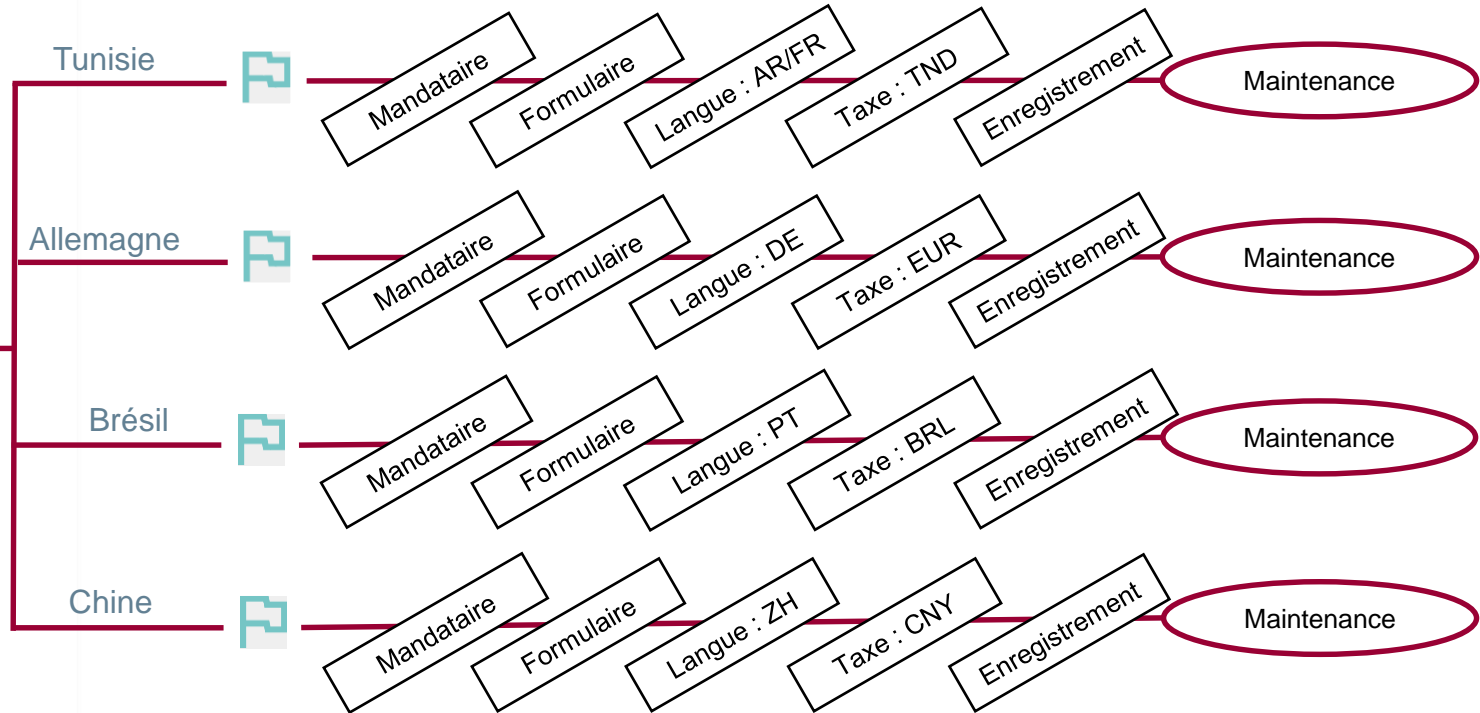 Tunisie
Mandataire
Formulaire
Langue : AR/FR
Taxe : TND
Enregistrement
Maintenance
Allemagne
Mandataire
Formulaire
Langue : DE
Taxe : EUR
Enregistrement
Maintenance
Brésil
Mandataire
Formulaire
Langue : PT
Taxe : BRL
Enregistrement
Maintenance
Chine
Mandataire
Formulaire
Langue : ZH
Taxe : CNY
Enregistrement
Maintenance